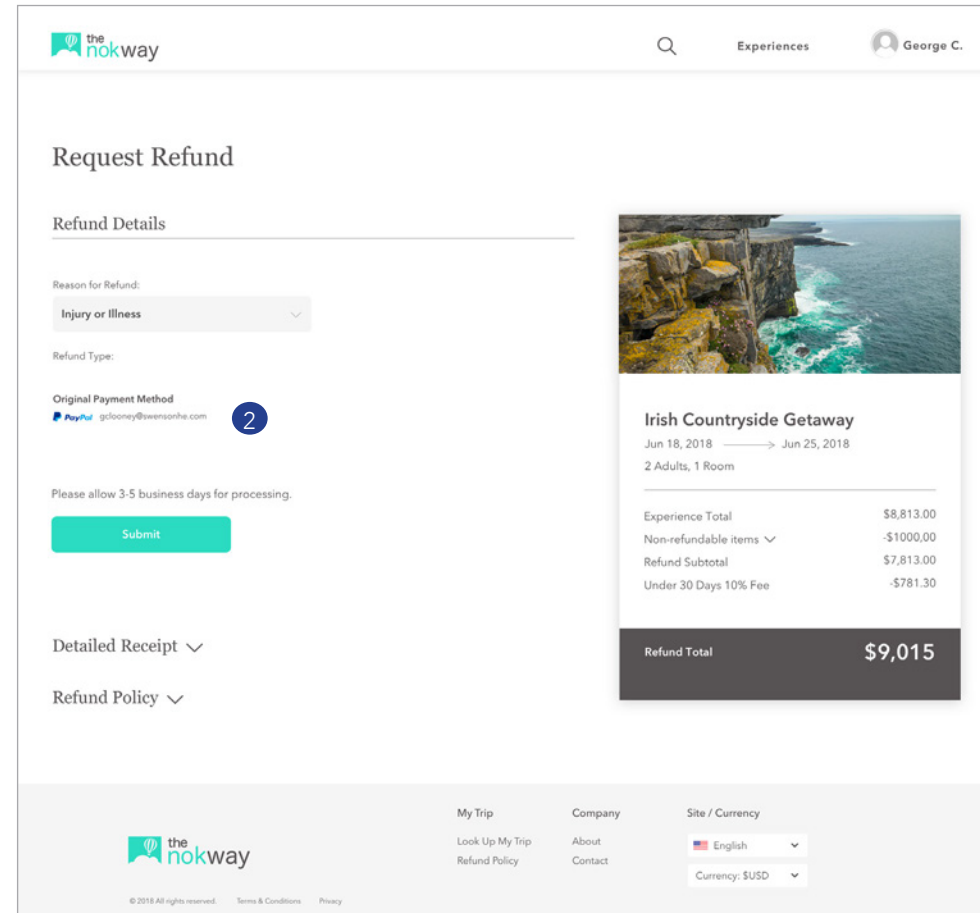 the
nokway
Experiences
George C.
Request Refund
Refund Details
Reason for Refund:
Injury or Illness
Refund Type:
Original Payment Method
PayPal gclooney@swensonhe.com
2
Please allow 3-5 business days for processing.
Submit
Detailed Receipt
Refund Policy
Irish Countryside Getaway
Jun 18, 2018 Jun 25, 2018
2 Adults, 1 Room
Experience Total $8,813.00
Non-refundable items -$1000,00
Refund Subtotal $7,813.00
Under 30 Days 10% Fee -$781.30
Refund Total $9,015
the
nokway
© 2018 All rights reserved. Terms & Conditions Privacy
My Trip
Look Up My Trip
Refund Policy
Company
About
Contact
Site / Currency
English
Currency: $USD